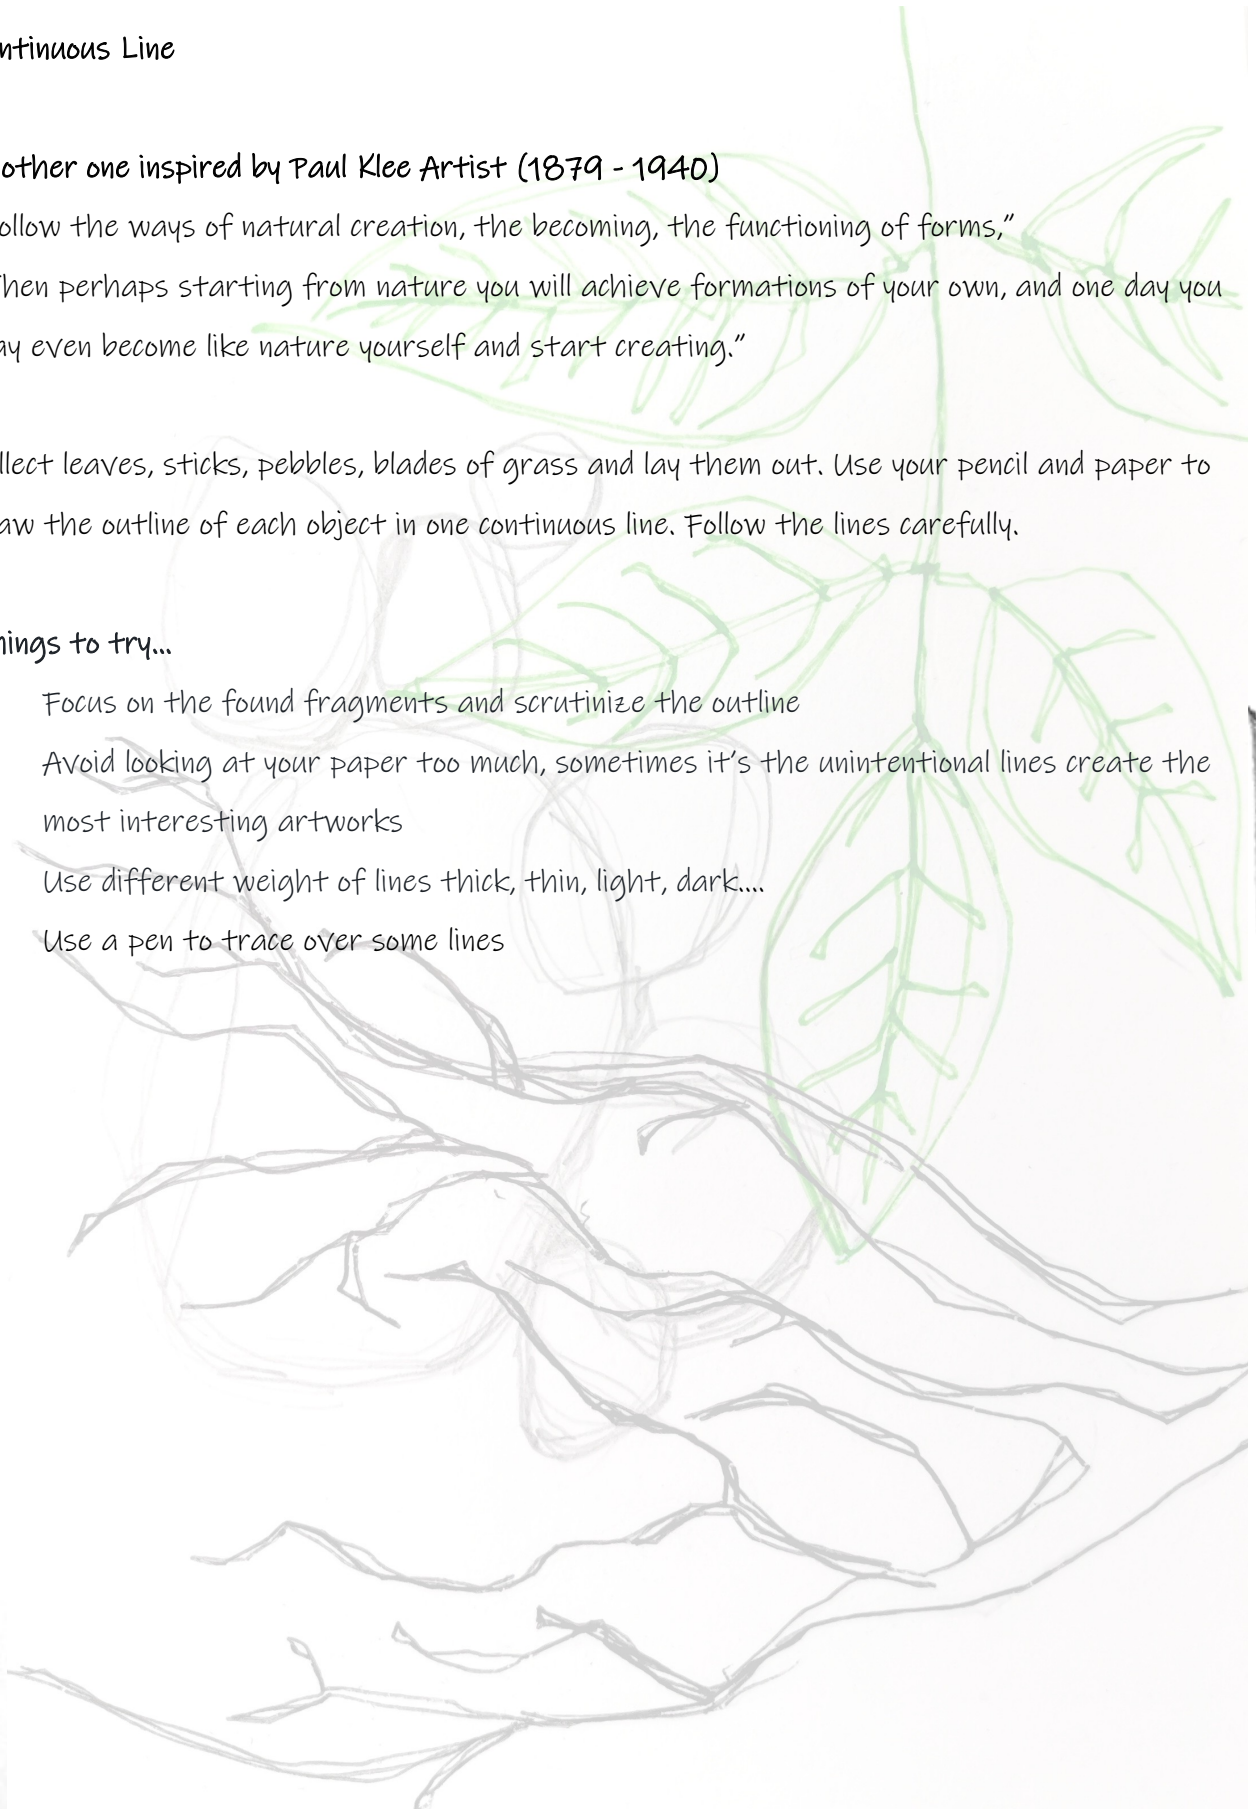 ntinuous Line
other one inspired by Paul Klee Artist (1879 - 1940)
ollow the ways of natural creation, the becoming, the functioning of forms,”
hen perhaps starting from nature you will achieve formations of your own, and one day you
ay even become like nature yourself and start creating.”
llect leaves, sticks, pebbles, blades of grass and lay them out. Use your pencil and paper to
aw the outline of each object in one continuous line. Follow the lines carefully.
ings to try...
Focus on the found fragments and scrutinize the outline
Avoid looking at your paper too much, sometimes it’s the unintentional lines create the
most interesting artworks
Use different weight of lines thick, thin, light, dark....
Use a pen to trace over some lines